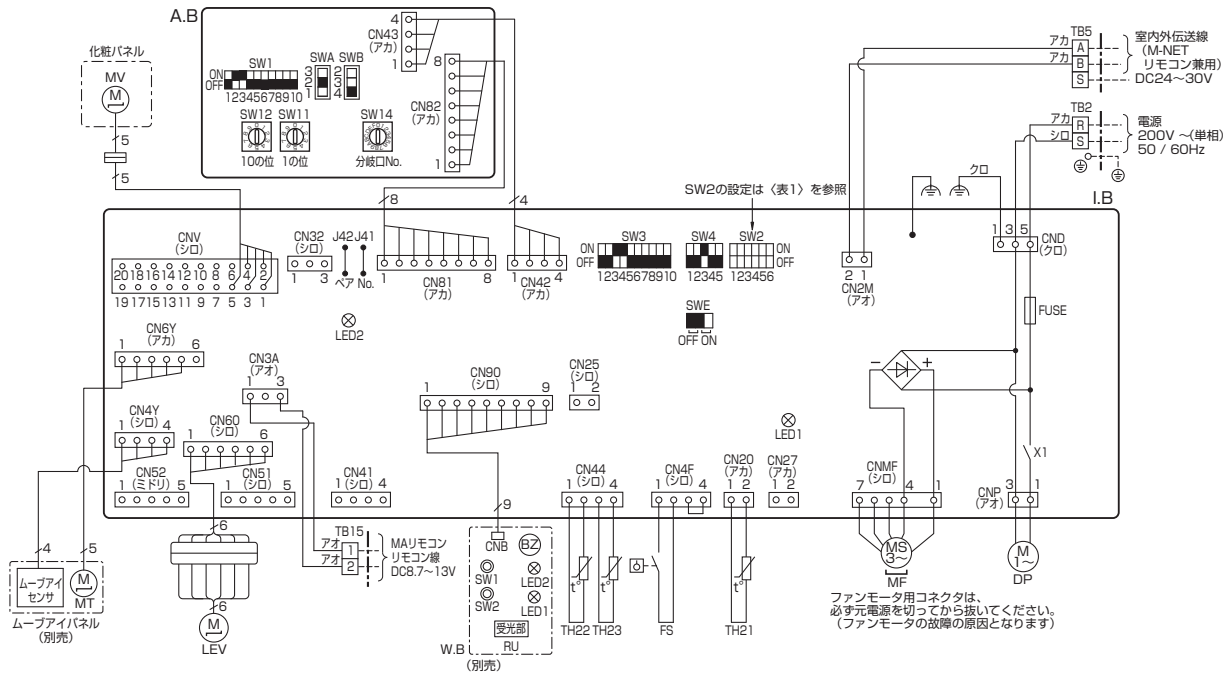 A.B
4
CN43
(アカ)
1
8
CN82
(アカ)
1
SW1
ON
OFF
12345678910
SWA
3
2
1
SWB
2
3
4
SW12
10の位
SW11
1の位
SW14
分岐口No.
化粧パネル
MV
M
5
5
8
4
TB5
アカ A
アカ B
S
室内外伝送線
(M-NET
リモコン兼用)
DC24～30V
TB2
アカ R
シロ S
電源
200V ～(単相)
50 / 60Hz
クロ
SW2の設定は〈表1〉を参照
I.B
CNV
(シロ)
20 18 16 14 12 10 8 6 4 2
19 17 15 13 11 9 7 5 3 1
CN32
(シロ)
1 3
J42 J41
ペア No.
CN81
(アカ)
1 8
CN42
(アカ)
1 4
SW3
ON
OFF
12345678910
SW4
12345
SW2
ON
OFF
123456
SWE
OFF ON
2 1
CN2M
(アオ)
1 3 5
CND
(クロ)
FUSE
LED2
CN6Y
(アカ)
1 6
CN3A
(アオ)
1 3
CN90
(シロ)
1 9
CN25
(シロ)
1 2
－ ＋
LED1
CN4Y
(シロ)
1 4
CN60
(シロ)
1 6
X1
CN52
(ミドリ)
1 5
CN51
(シロ)
1 5
CN41
(シロ)
1 4
CN44
(シロ)
1 4
CN4F
(シロ)
1 4
CN20
(アカ)
1 2
CN27
(アカ)
1 2
CNMF
(シロ)
7 4 1
CNP
(アオ)
3 1
4
5
6
9
TB15
アオ 1
アオ 2
MAリモコン
リモコン線
DC8.7～13V
CNB
BZ
SW1
SW2
LED2
LED1
受光部
RU
W.B
(別売)
ムーブアイ
センサ
M
MT
ムーブアイパネル
(別売)
6
M
LEV
t°
t°
t°
TH22 TH23
FS
TH21
MS
3～
MF
M
1～
DP
ファンモータ用コネクタは、
必ず元電源を切ってから抜いてください。
(ファンモータの故障の原因となります)